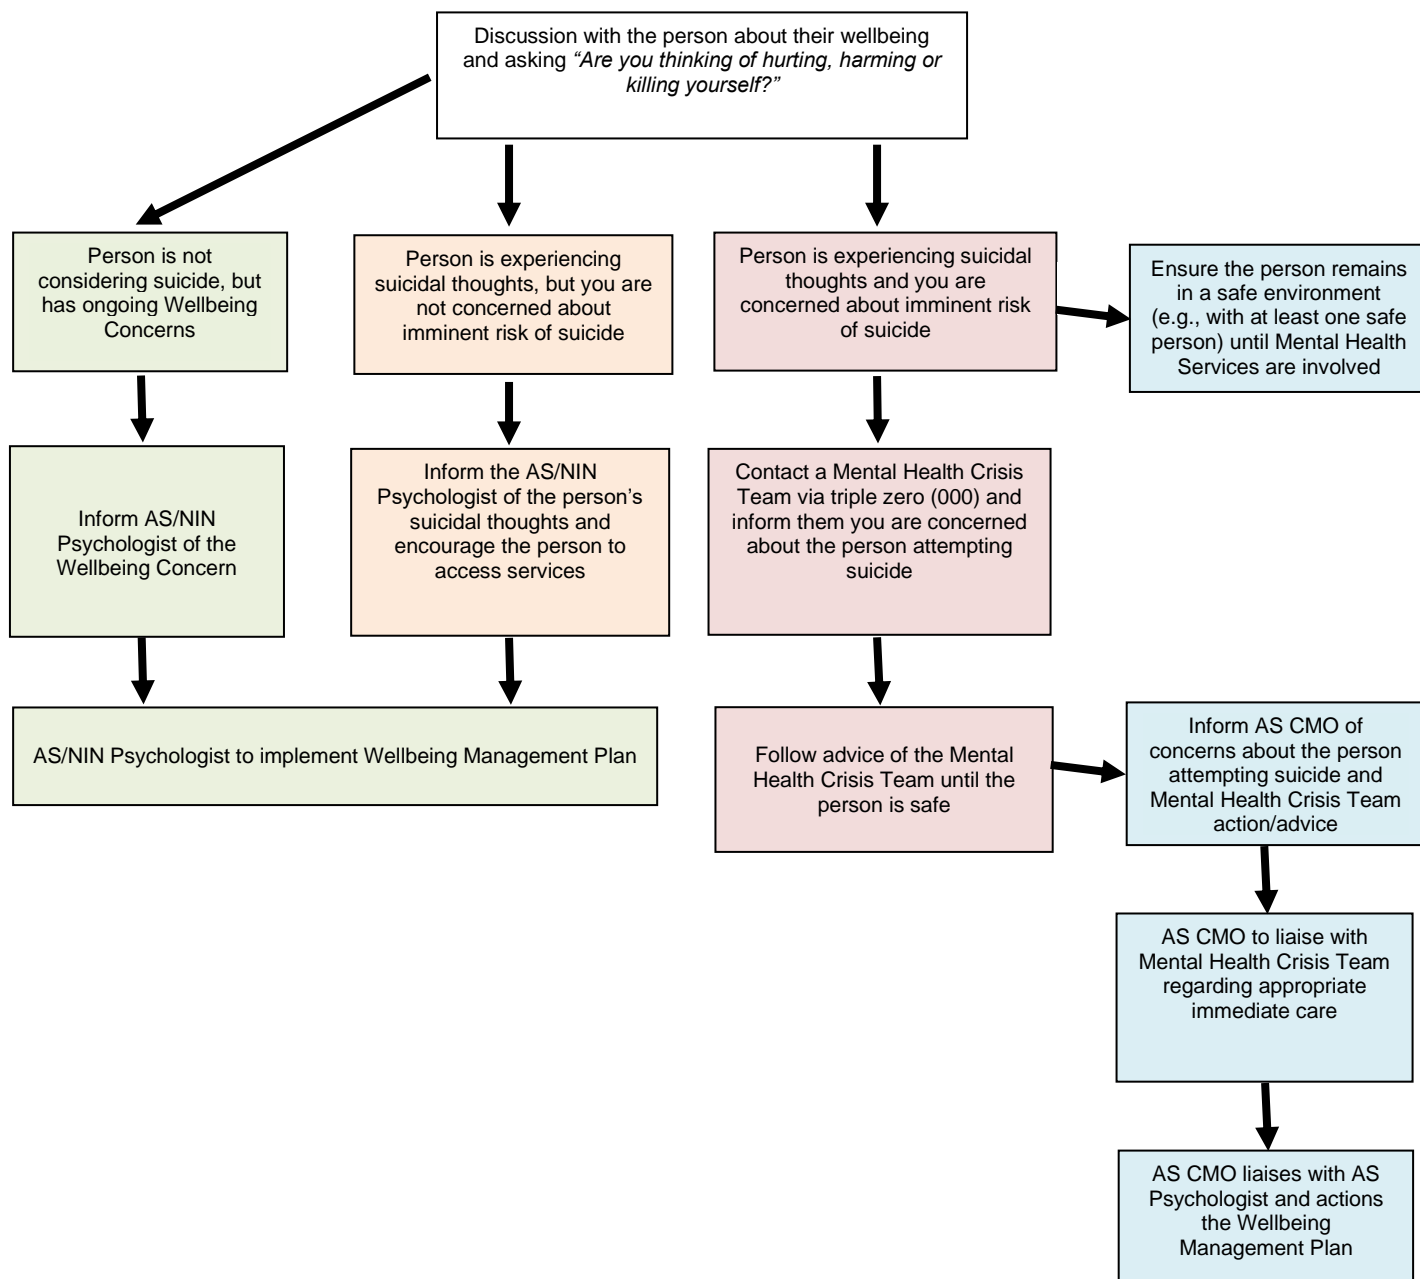 Discussion with the person about their wellbeing
and asking “Are you thinking of hurting, harming or
killing yourself?”
Person is not
considering suicide, but
has ongoing Wellbeing
Concerns
Person is experiencing
suicidal thoughts, but you are
not concerned about
imminent risk of suicide
Person is experiencing suicidal
thoughts and you are
concerned about imminent risk
of suicide
Ensure the person remains
in a safe environment
(e.g., with at least one safe
person) until Mental Health
Services are involved
Inform AS/NIN
Psychologist of the
Wellbeing Concern
Inform the AS/NIN
Psychologist of the person’s
suicidal thoughts and
encourage the person to
access services
Contact a Mental Health Crisis
Team via triple zero (000) and
inform them you are concerned
about the person attempting
suicide
AS/NIN Psychologist to implement Wellbeing Management Plan
Follow advice of the Mental
Health Crisis Team until the
person is safe
Inform AS CMO of
concerns about the person
attempting suicide and
Mental Health Crisis Team
action/advice
AS CMO to liaise with
Mental Health Crisis Team
regarding appropriate
immediate care
AS CMO liaises with AS
Psychologist and actions
the Wellbeing
Management Plan